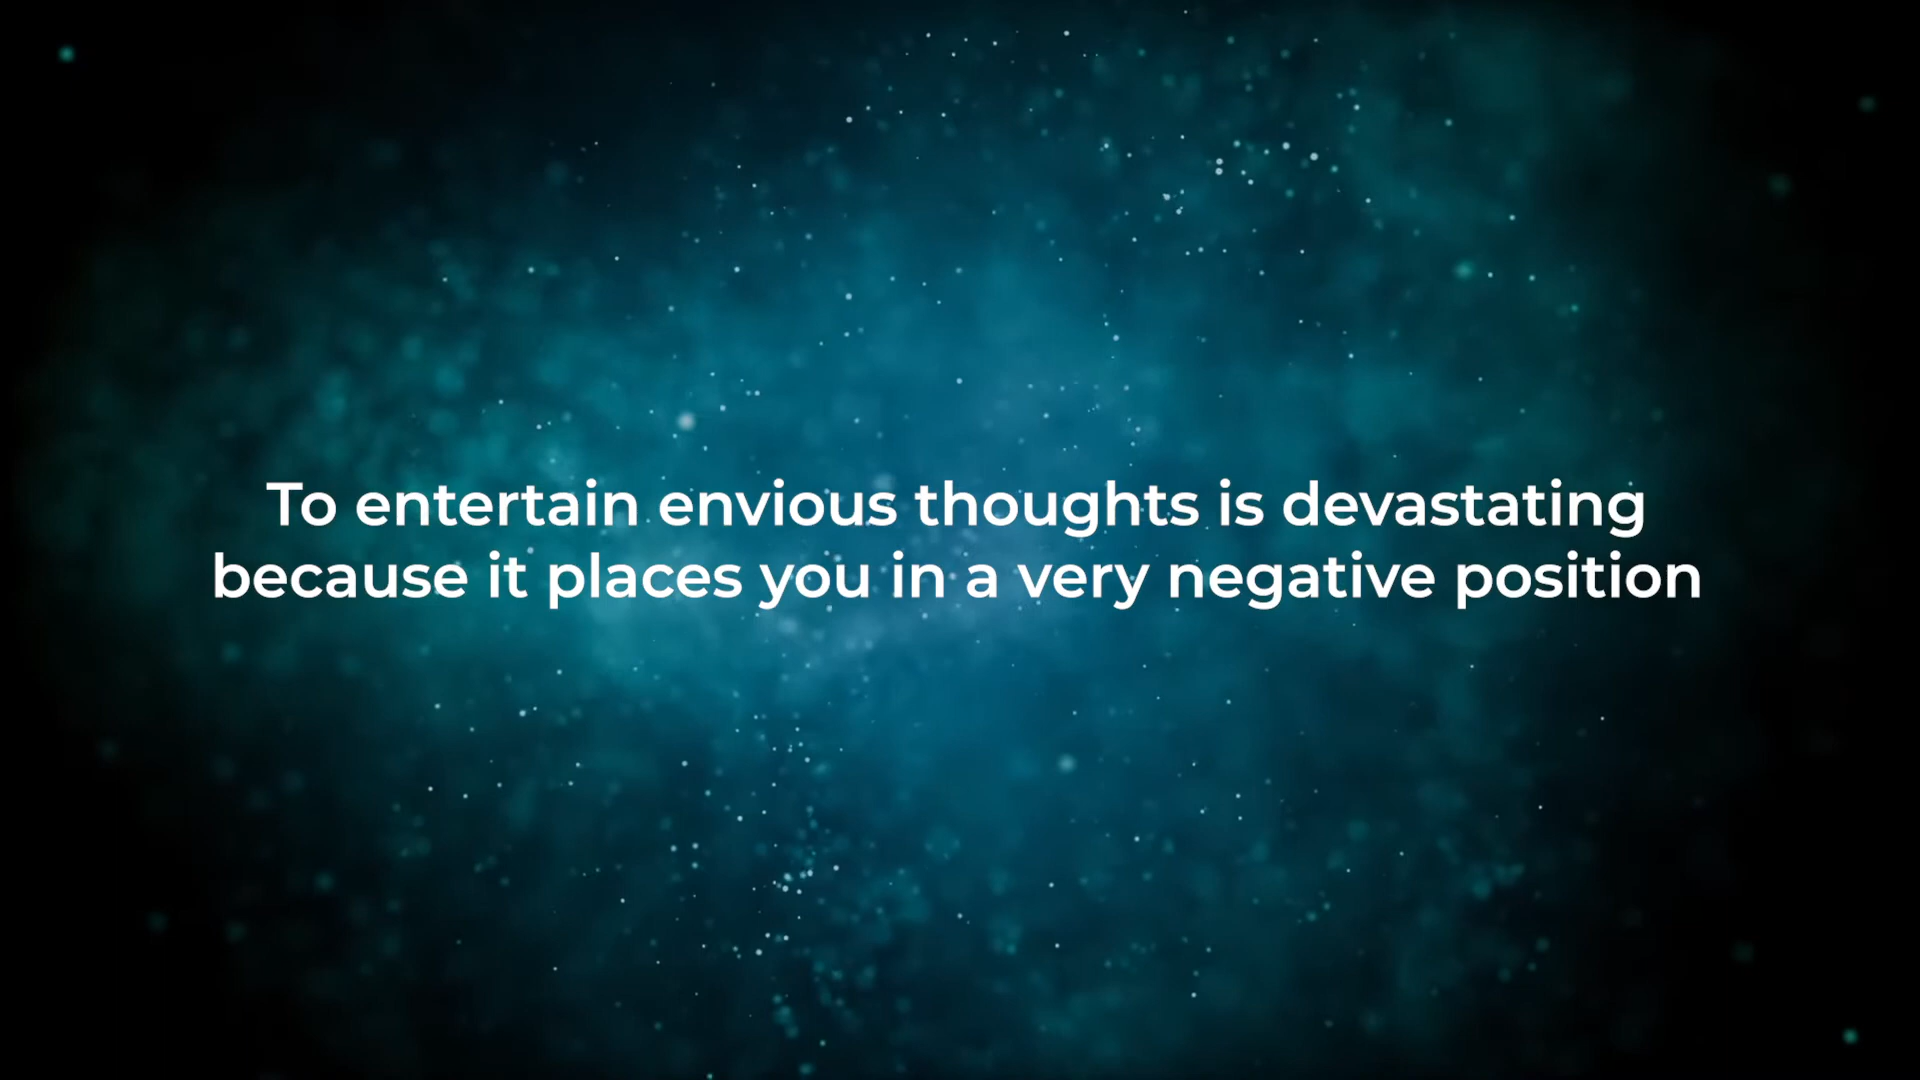 To entertain envious thoughts is devastating
because it places you in a very negative position